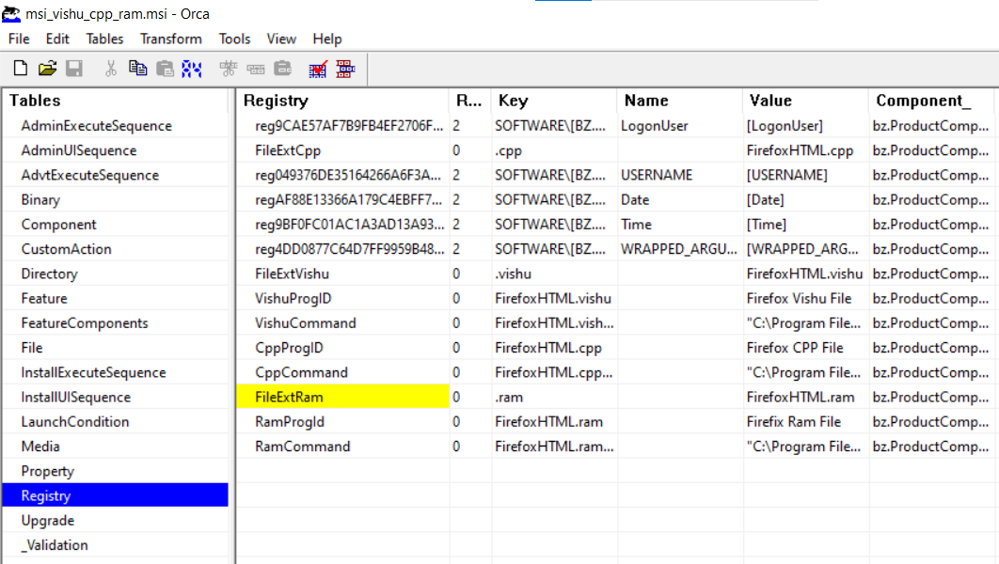 msi_vishu_cpp_ram.msi - Orca
File Edit Tables Transform Tools View Help
Tables
AdminExecuteSequence
AdminUISequence
AdvtExecuteSequence
Binary
Component
CustomAction
Directory
Feature
FeatureComponents
File
InstallExecuteSequence
InstallUISequence
LaunchCondition
Media
Property
Registry
Upgrade
_Validation
Registry R... Key Name Value Component_
reg9CAE57AF7B9FB4EF2706F... 2 SOFTWARE\[BZ.... LogonUser [LogonUser] bz.ProductComp...
FileExtCpp 0 .cpp FirefoxHTML.cpp bz.ProductComp...
reg049376DE35164266A6F3A... 2 SOFTWARE\[BZ.... USERNAME [USERNAME] bz.ProductComp...
regAF88E13366A179C4EBFF7... 2 SOFTWARE\[BZ.... Date [Date] bz.ProductComp...
reg9BF0FC01AC1A3AD13A93... 2 SOFTWARE\[BZ.... Time [Time] bz.ProductComp...
reg4DD0877C64D7FF9959B48... 2 SOFTWARE\[BZ.... WRAPPED_ARGU... [WRAPPED_ARG... bz.ProductComp...
FileExtVishu 0 .vishu FirefoxHTML.vishu bz.ProductComp...
VishuProgID 0 FirefoxHTML.vishu Firefox Vishu File bz.ProductComp...
VishuCommand 0 FirefoxHTML.vish... "C:\Program File... bz.ProductComp...
CppProgID 0 FirefoxHTML.cpp Firefox CPP File bz.ProductComp...
CppCommand 0 FirefoxHTML.cpp... "C:\Program File... bz.ProductComp...
FileExtRam 0 .ram FirefoxHTML.ram bz.ProductComp...
RamProgId 0 FirefoxHTML.ram Firefix Ram File bz.ProductComp...
RamCommand 0 FirefoxHTML.ram... "C:\Program File... bz.ProductComp...